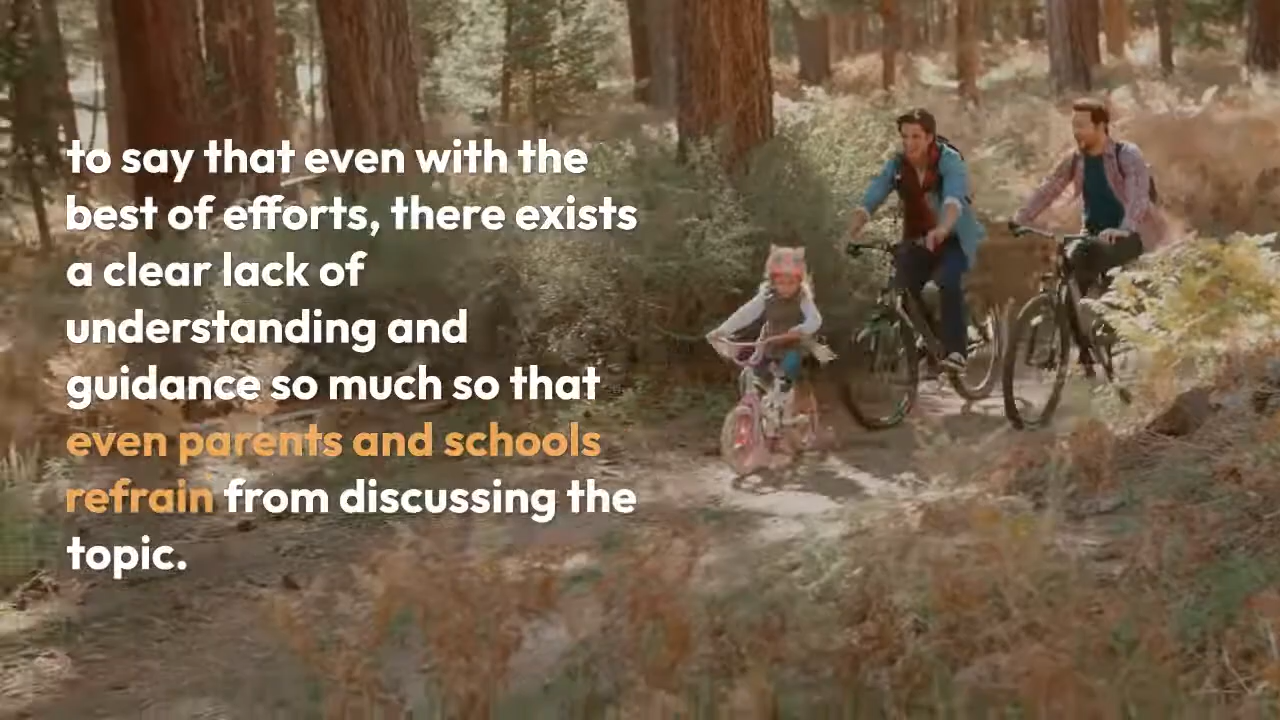 to say that even with the
best of efforts, there exists
a clear lack of
understanding and
guidance so much so that
even parents and schools
refrain from discussing the
topic.